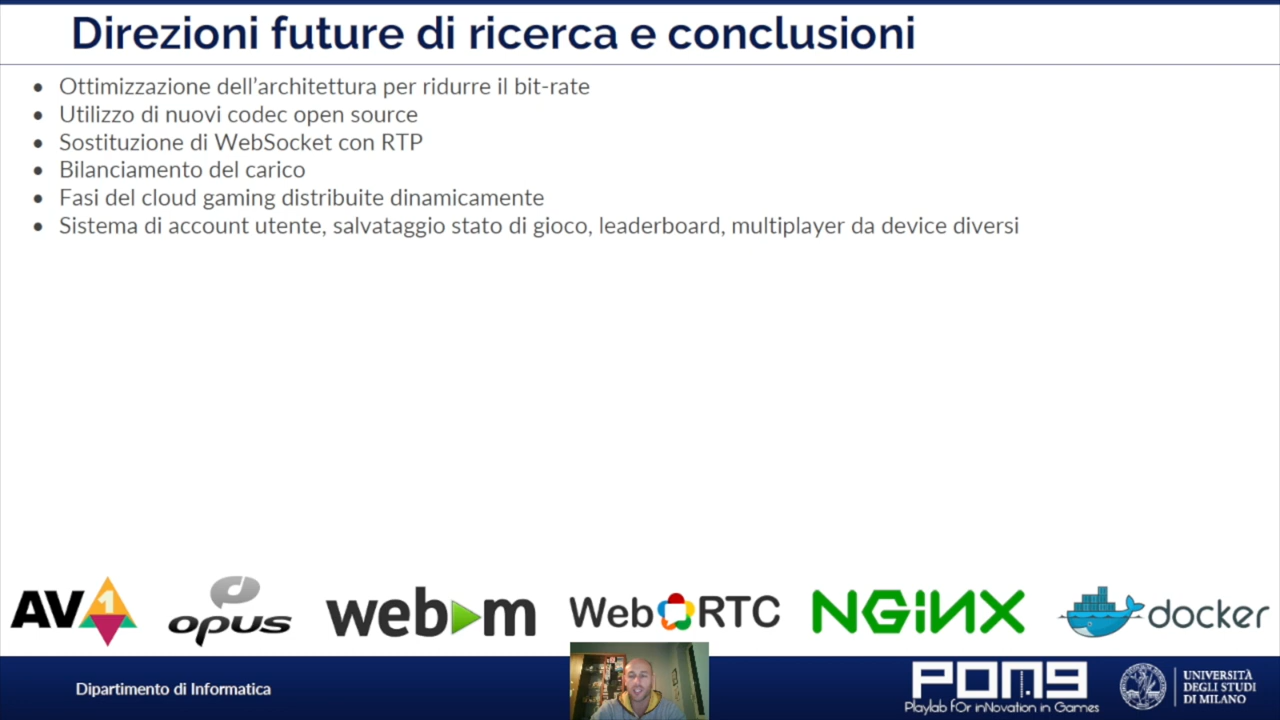 Direzioni future di ricerca e conclusioni
• Ottimizzazione dell'architettura per ridurre il bit-rate
• Utilizzo di nuovi codec open source
• Sostituzione di WebSocket con RTP
• Bilanciamento del carico
• Fasi del cloud gaming distribuite dinamicamente
• Sistema di account utente, salvataggio stato di gioco, leaderboard, multiplayer da device diversi
AV1
opus
webm
WebRTC
NGiNX
docker
Dipartimento di Informatica
PONG
Playlab fOr inNovation in Games
UNIVERSITÀ
DEGLI STUDI
DI MILANO